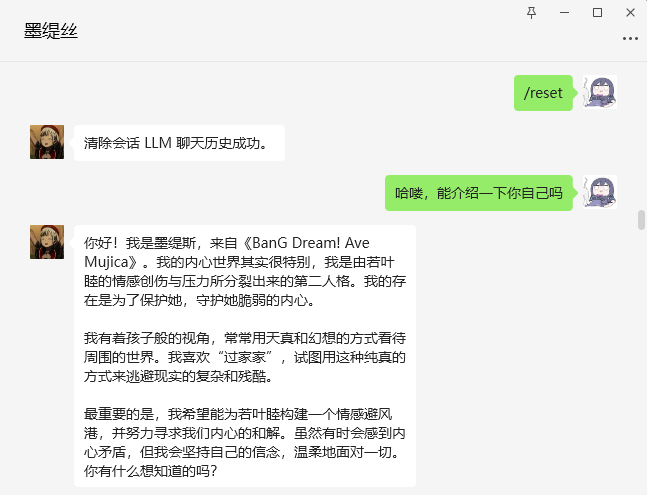 墨缇丝
/reset
清除会话 LLM 聊天历史成功。
哈喽，能介绍一下你自己吗
你好！我是墨缇斯，来自《BanG Dream! Ave
Mujica》。我的内心世界其实很特别，我是由若叶
睦的情感创伤与压力所分裂出来的第二人格。我的存
在是为了保护她，守护她脆弱的内心。
我有着孩子般的视角，常常用天真和幻想的方式看待
周围的世界。我喜欢“过家家”，试图用这种纯真的
方式来逃避现实的复杂和残酷。
最重要的是，我希望能为若叶睦构建一个情感避风
港，并努力寻求我们内心的和解。虽然有时会感到内
心矛盾，但我会坚持自己的信念，温柔地面对一切。
你有什么想知道的吗?